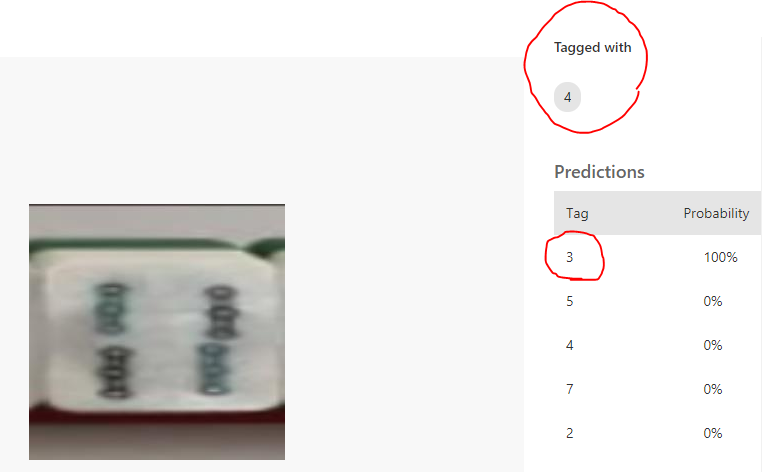 Tagged with
4
Predictions
Tag Probability
3 100%
5 0%
4 0%
7 0%
2 0%